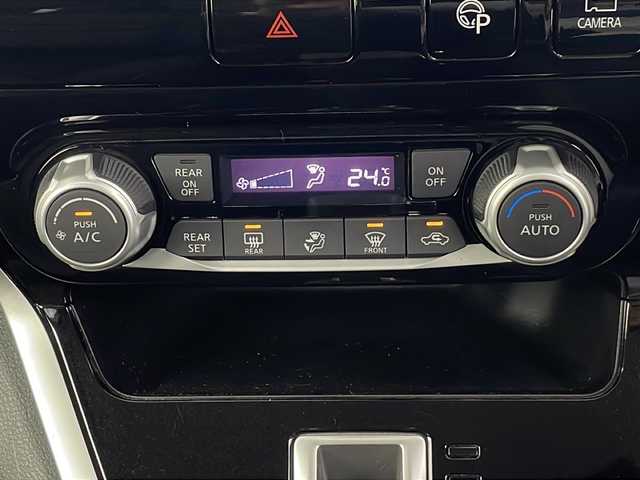 P
CAMERA
REAR
ON
OFF
24.0°C
ON
OFF
PUSH
A/C
REAR
SET
REAR
FRONT
PUSH
AUTO